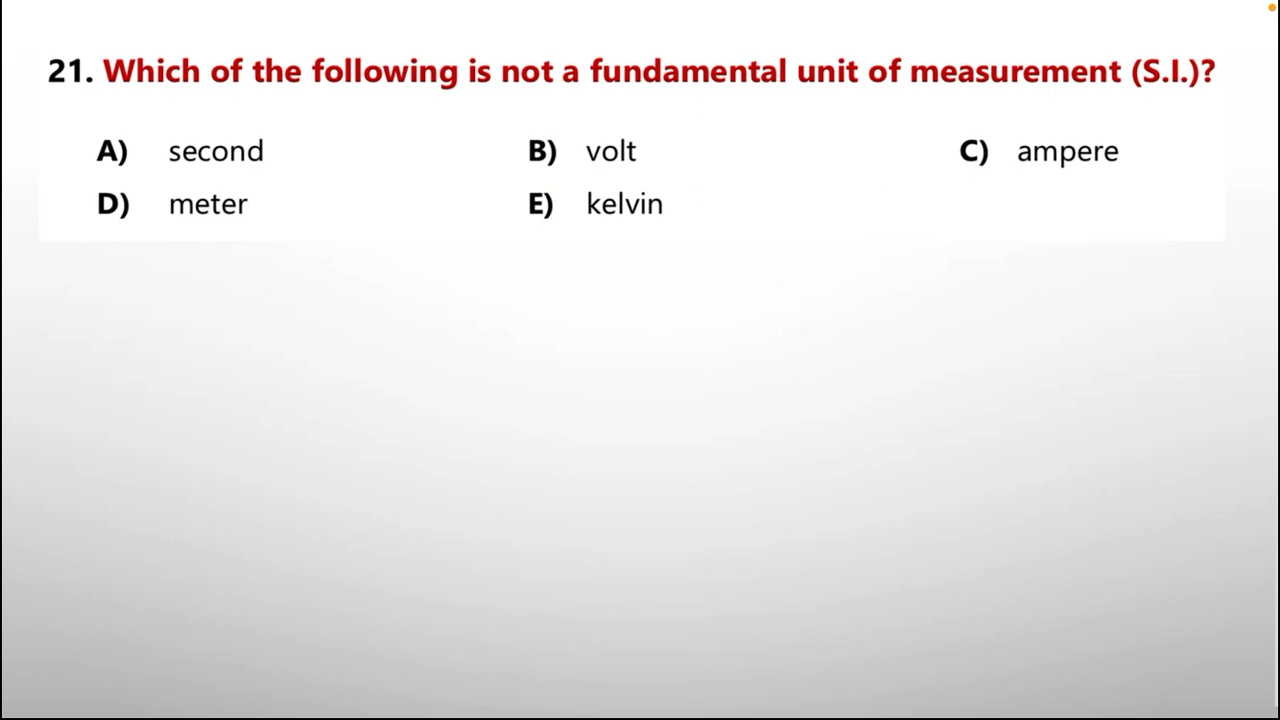 21. Which of the following is not a fundamental unit of measurement (S.I.)?
A) second B) volt C) ampere
D) meter E) kelvin